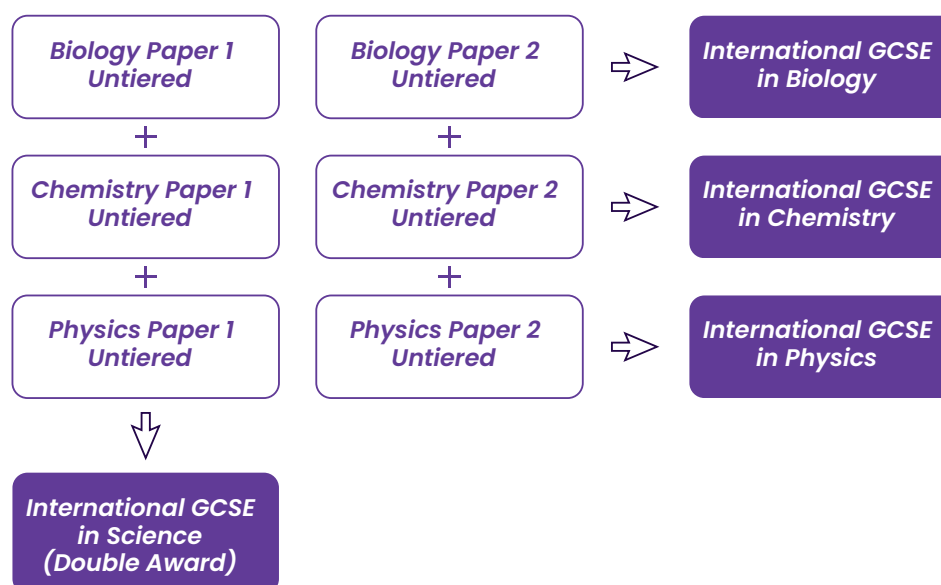 Biology Paper 1
Untiered
Biology Paper 2
Untiered
International GCSE
in Biology
+
+
Chemistry Paper 1
Untiered
Chemistry Paper 2
Untiered
International GCSE
in Chemistry
+
+
Physics Paper 1
Untiered
Physics Paper 2
Untiered
International GCSE
in Physics
International GCSE
in Science
(Double Award)